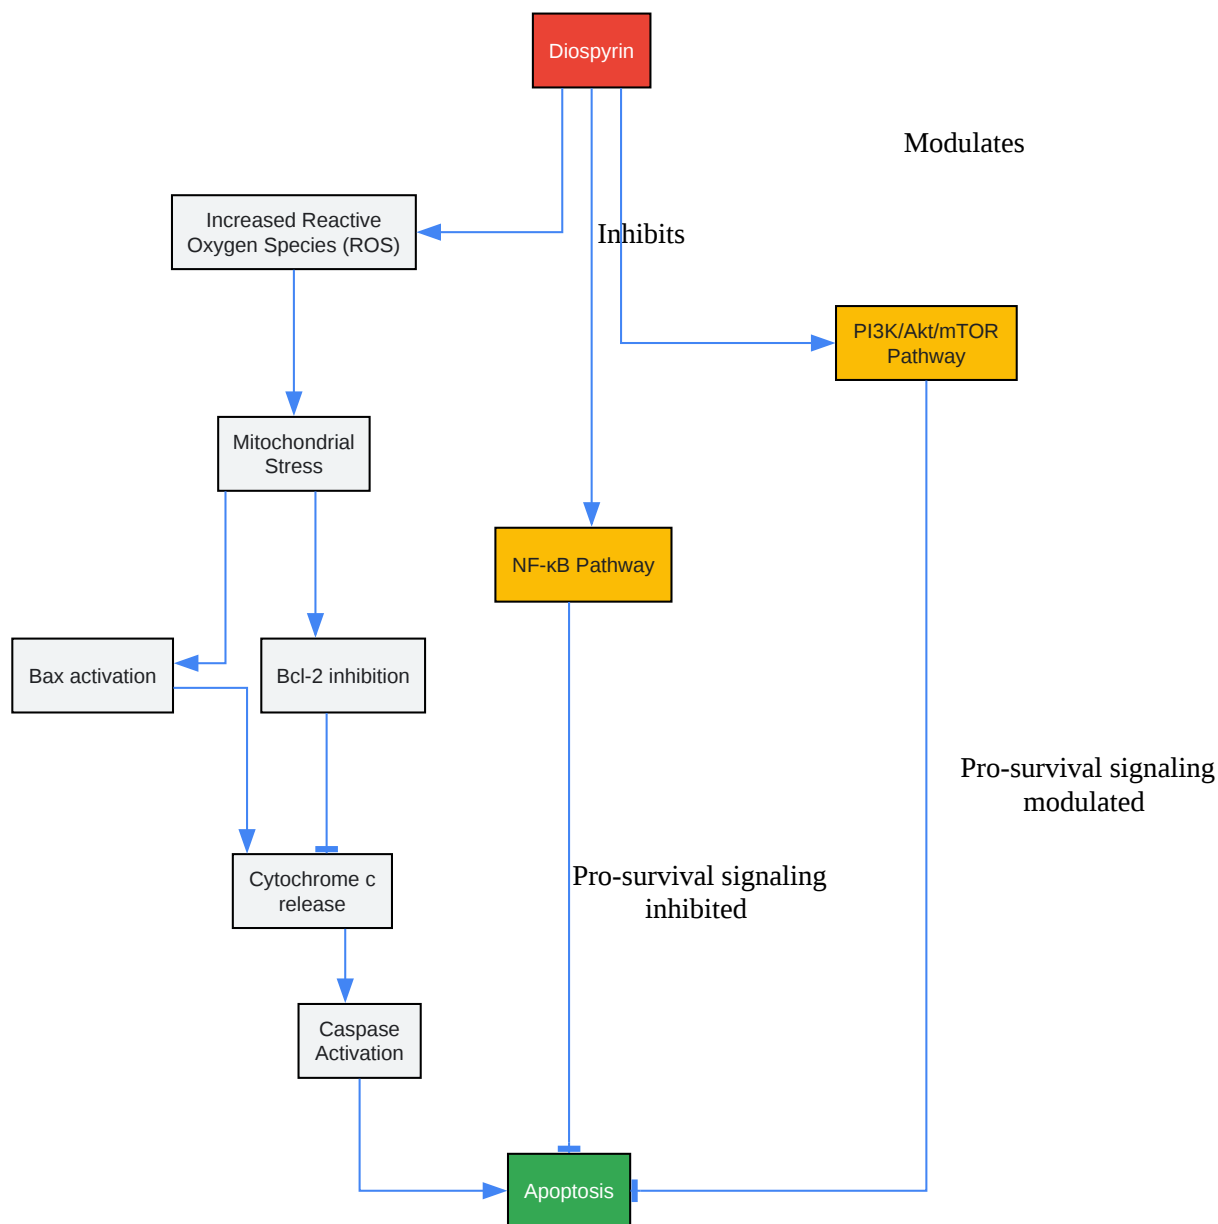 Diospyrin
Modulates
Increased Reactive
Oxygen Species (ROS)
Inhibits
PI3K/Akt/mTOR
Pathway
Mitochondrial
Stress
NF-κB Pathway
Bax activation
Bcl-2 inhibition
Pro-survival signaling
modulated
Cytochrome c
release
Pro-survival signaling
inhibited
Caspase
Activation
Apoptosis